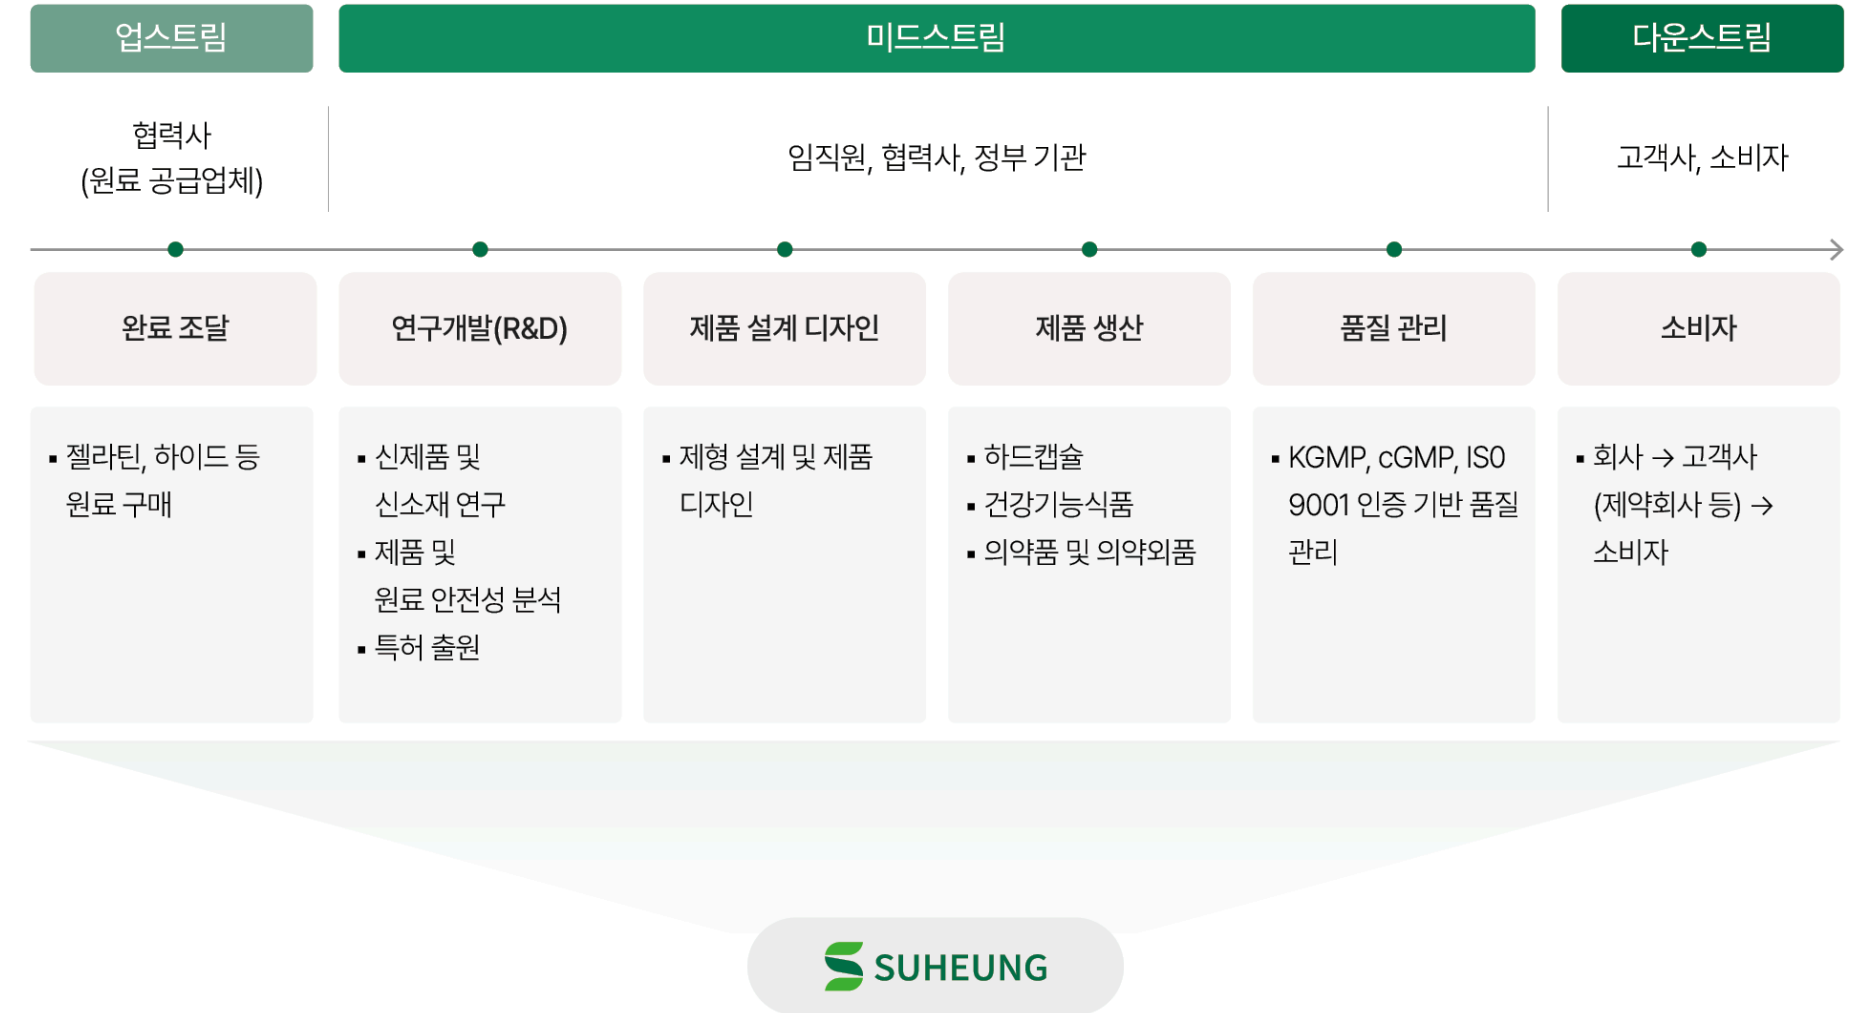 업스트림
미드스트림
다운스트림
협력사
(원료 공급업체)
임직원, 협력사, 정부 기관
고객사, 소비자
완료 조달
연구개발(R&D)
제품 설계 디자인
제품 생산
품질 관리
소비자
▪ 젤라틴, 하이드 등
원료 구매
▪ 신제품 및
신소재 연구
▪ 제품 및
원료 안전성 분석
▪ 특허 출원
▪ 제형 설계 및 제품
디자인
▪ 하드캡슐
▪ 건강기능식품
▪ 의약품 및 의약외품
▪ KGMP, cGMP, IS0
9001 인증 기반 품질
관리
▪ 회사 → 고객사
(제약회사 등) →
소비자
SUHEUNG